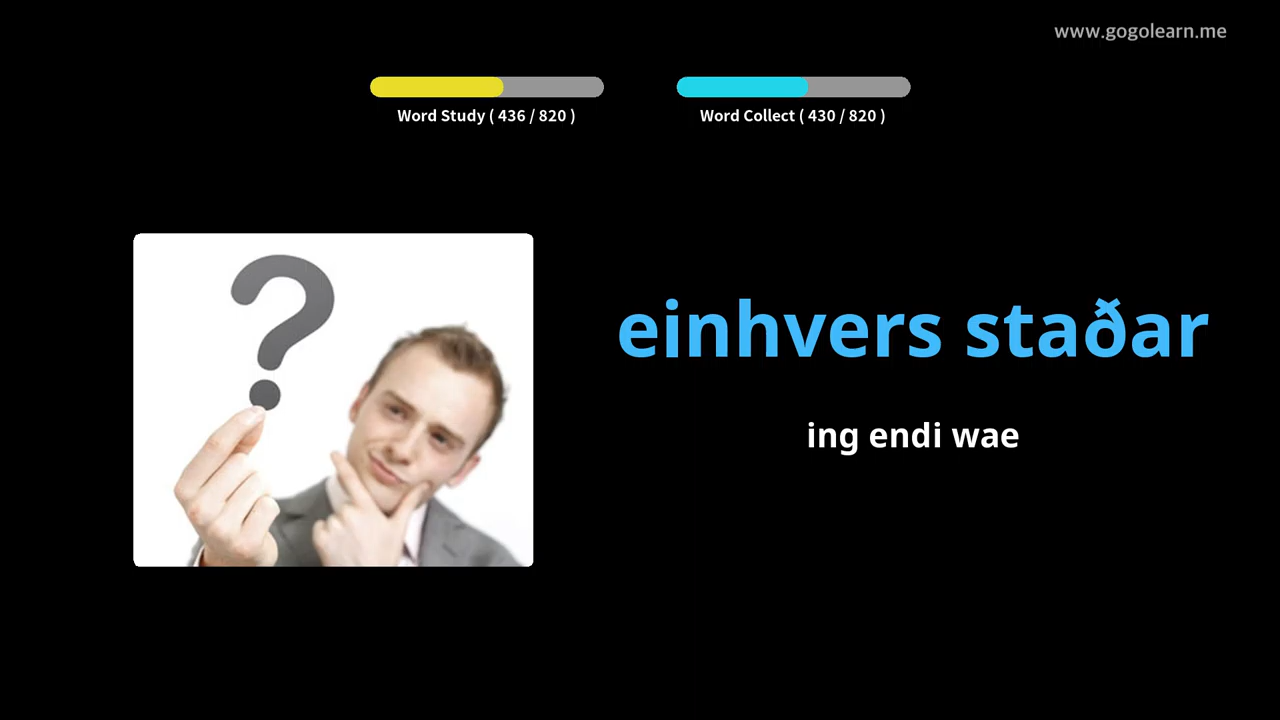 www.gogolearn.me
Word Study ( 436 / 820 )
Word Collect ( 430 / 820 )
einhvers staðar
ing endi wae